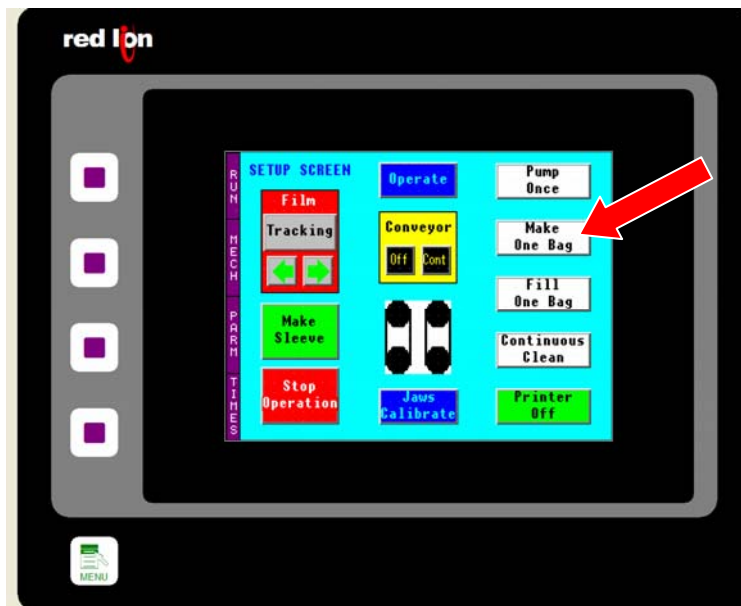 red lion
RUN
MECH
PARM
TIMES
SETUP SCREEN
Film
Tracking
Make
Sleeve
Stop
Operation
Operate
Conveyor
Off
Cont
Jaws
Calibrate
Pump
Once
Make
One Bag
Fill
One Bag
Continuous
Clean
Printer
Off
MENU